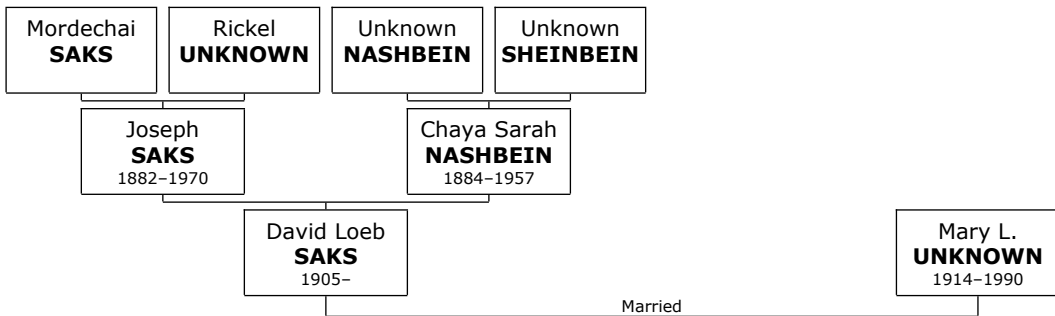 Mordechai
SAKS
Rickel
UNKNOWN
Unknown
NASHBEIN
Unknown
SHEINBEIN
Joseph
SAKS
1882–1970
Chaya Sarah
NASHBEIN
1884–1957
David Loeb
SAKS
1905–
Mary L.
UNKNOWN
1914–1990
Married